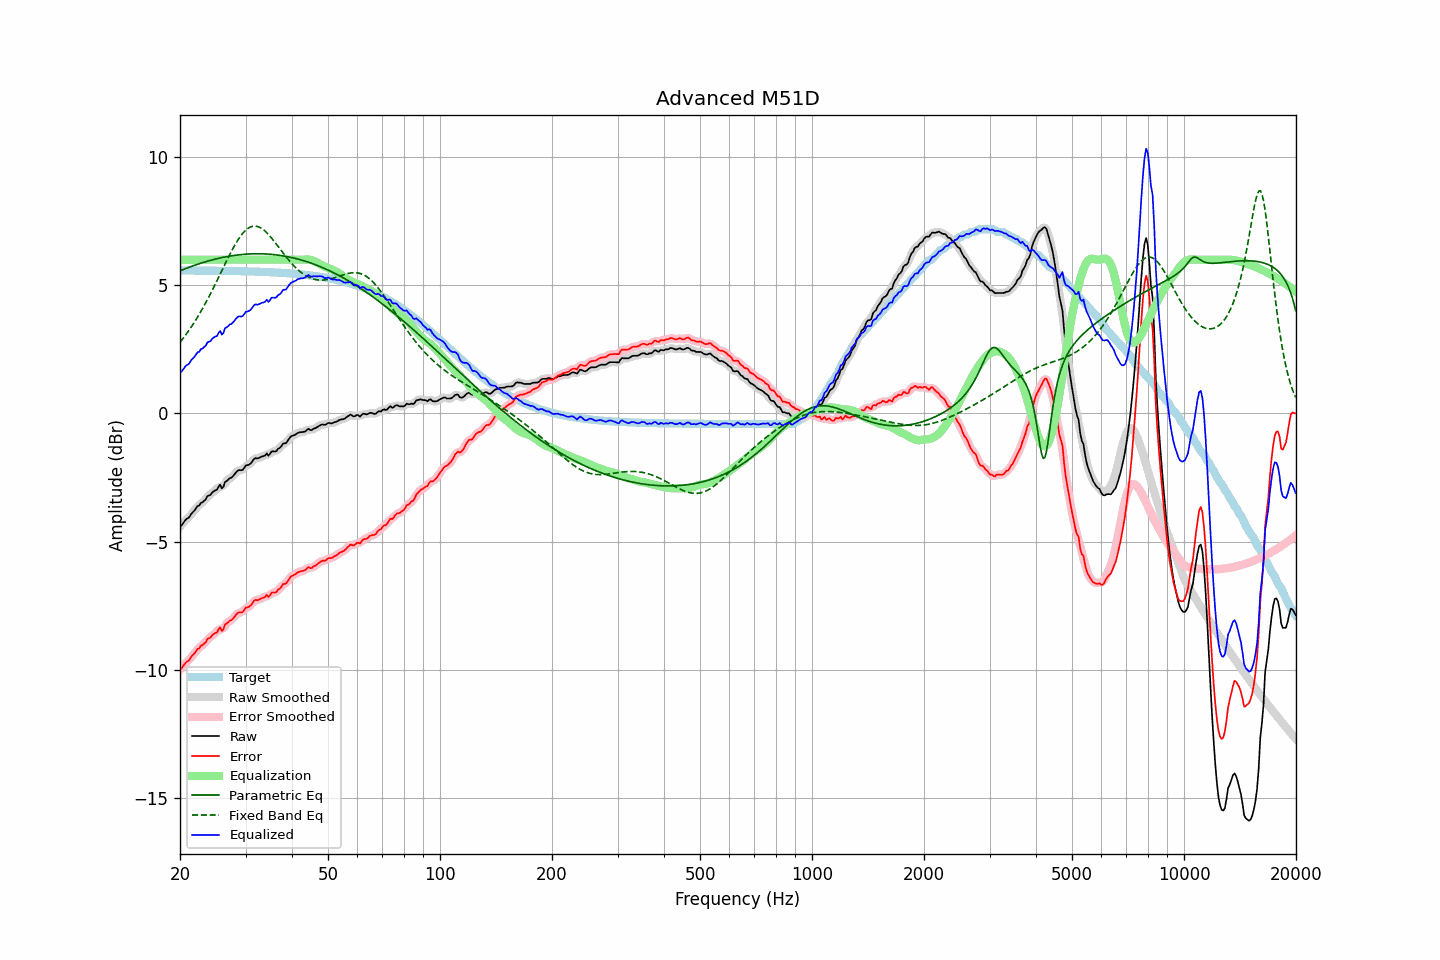 Advanced M51D
10
5
0
−5
−10
−15
Amplitude (dBr)
Target
Raw Smoothed
Error Smoothed
Raw
Error
Equalization
Parametric Eq
Fixed Band Eq
Equalized
20 50 100 200 500 1000 2000 5000 10000 20000
Frequency (Hz)